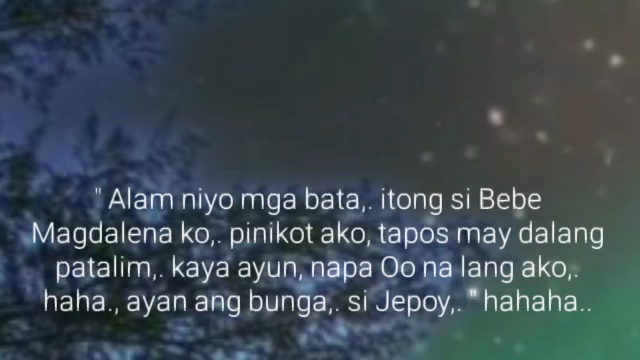 " Alam niyo mga bata,. itong si Bebe
Magdalena ko,. pinikot ako, tapos may dalang
patalim,. kaya ayun, napa Oo na lang ako,.
haha., ayan ang bunga,. si Jepoy,. " hahaha..